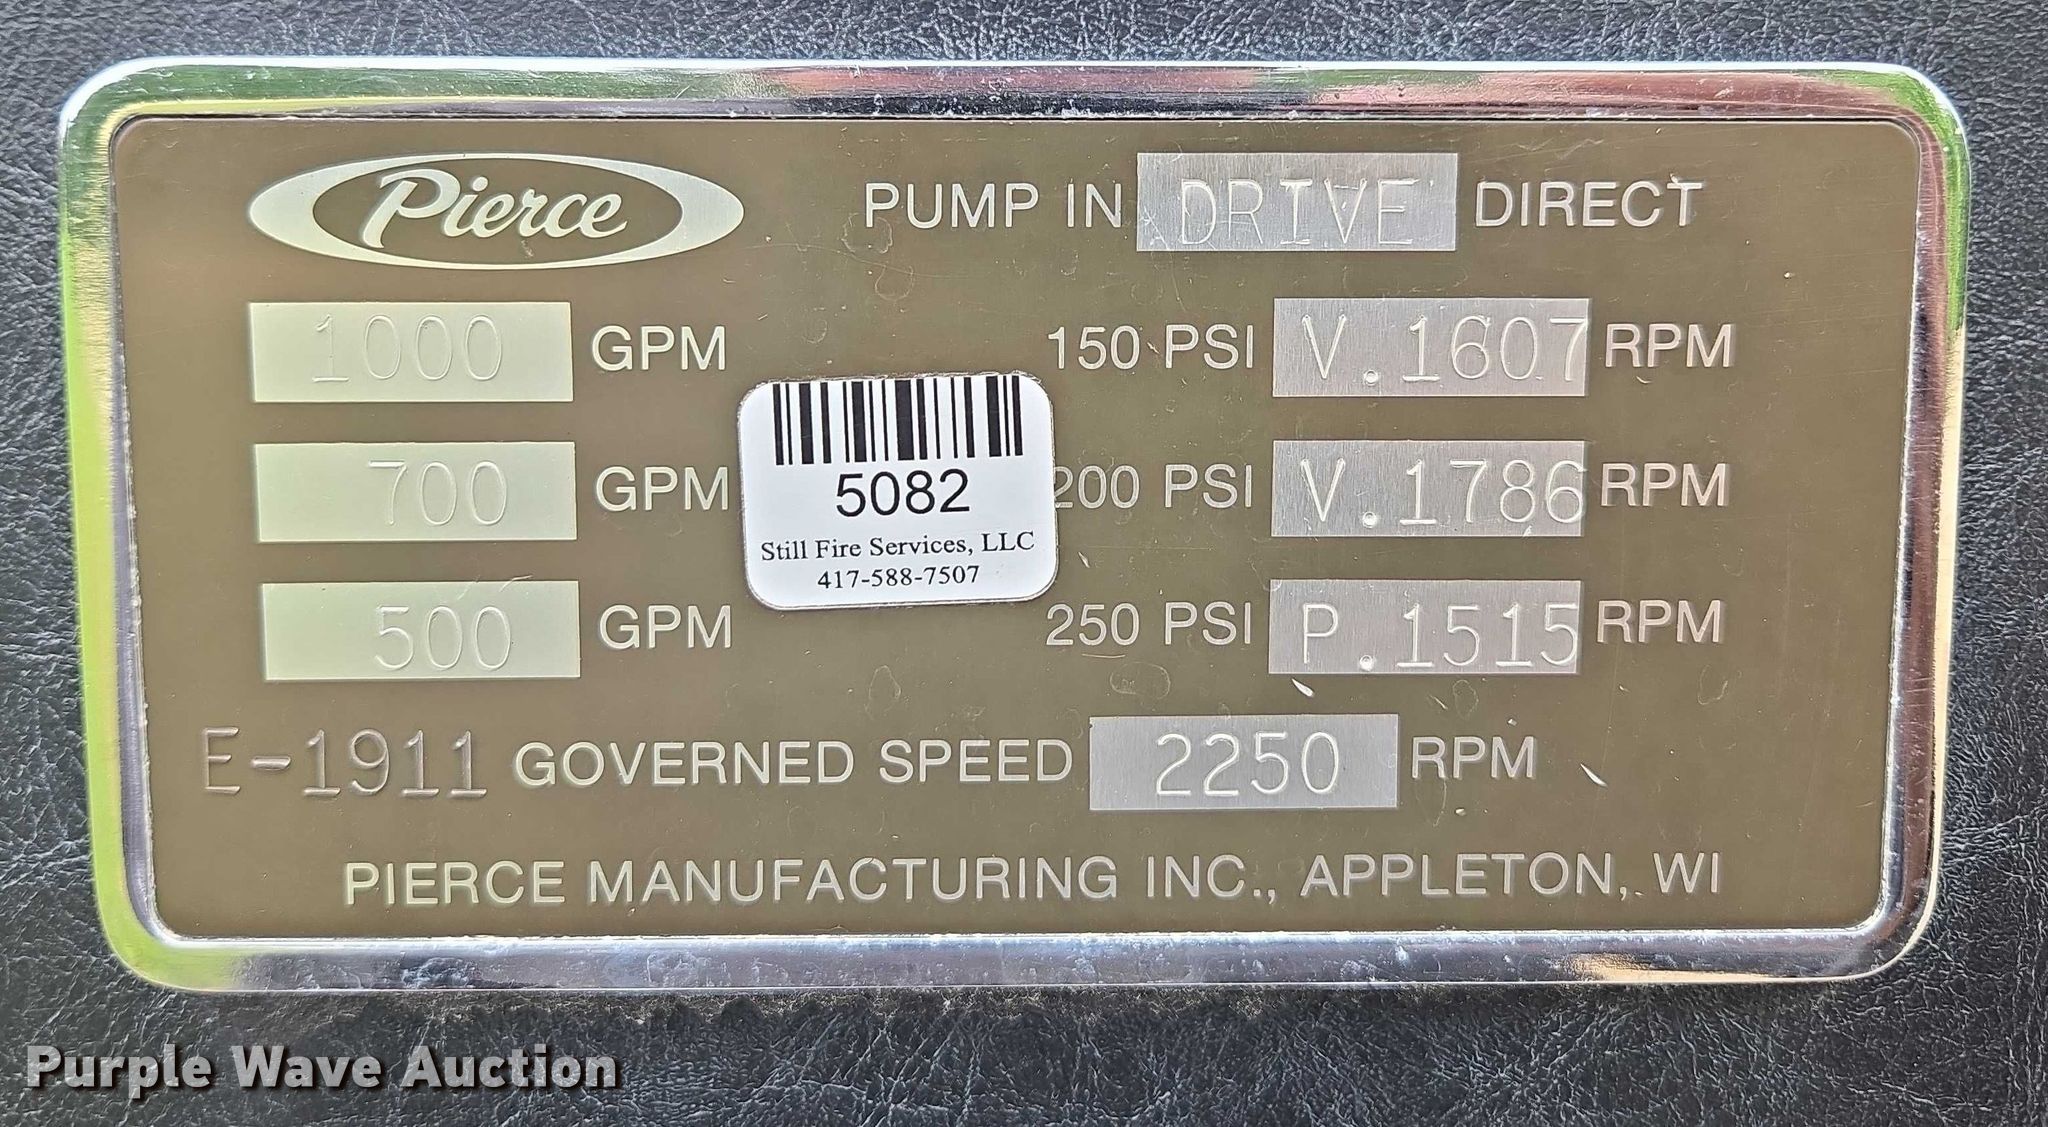 Pierce PUMP IN DRIVE DIRECT
1000 GPM 150 PSI V.1607 RPM
700 GPM 200 PSI V.1786 RPM
5082
Still Fire Services, LLC
417-588-7507
500 GPM 250 PSI P.1515 RPM
E-1911 GOVERNED SPEED 2250 RPM
PIERCE MANUFACTURING INC., APPLETON, WI
Purple Wave Auction